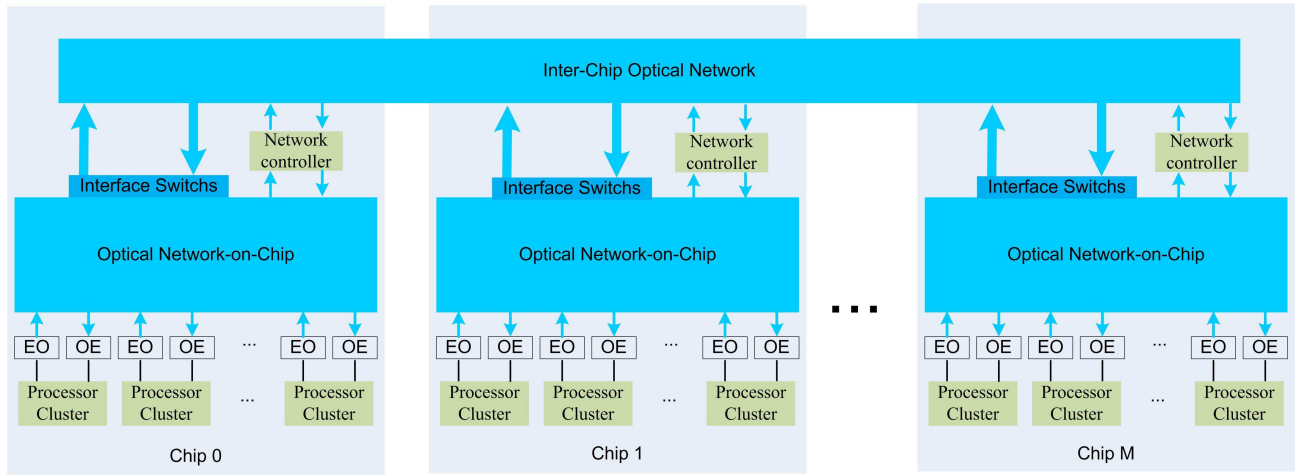 Inter-Chip Optical Network
Network
controller
Network
controller
Network
controller
Interface Switchs
Interface Switchs
Interface Switchs
Optical Network-on-Chip
Optical Network-on-Chip
...
Optical Network-on-Chip
EO OE EO OE ... EO OE
EO OE EO OE ... EO OE
EO OE EO OE ... EO OE
Processor
Cluster
Processor
Cluster
...
Processor
Cluster
Processor
Cluster
Processor
Cluster
...
Processor
Cluster
Processor
Cluster
Processor
Cluster
...
Processor
Cluster
Chip 0
Chip 1
Chip M